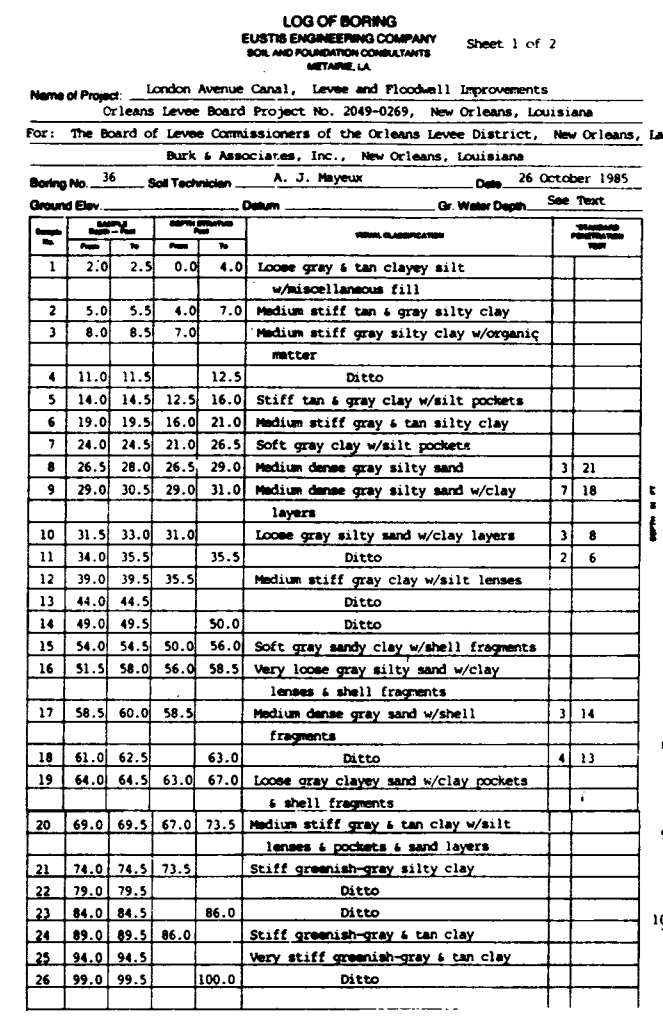 LOG OF BORING
EUSTIS ENGINEERING COMPANY
SOIL AND FOUNDATION CONSULTANTS
METAIRIE, LA.
Sheet 1 of 2
Name of Project: London Avenue Canal, Levee and Floodwall Improvements
Orleans Levee Board Project No. 2049-0269, New Orleans, Louisiana
For: The Board of Levee Commissioners of the Orleans Levee District, New Orleans, La
Burk & Associates, Inc., New Orleans, Louisiana
Boring No. 36 Soil Technician A. J. Mayeux Date 26 October 1985
Ground Elev. Datum Gr. Water Depth See Text
Sample No. SAMPLE Depth — Feet From To DEPTH STRATUM Feet From To VISUAL CLASSIFICATION *STANDARD PENETRATION TEST
1 2.0 2.5 0.0 4.0 Loose gray & tan clayey silt
w/miscellaneous fill
2 5.0 5.5 4.0 7.0 Medium stiff tan & gray silty clay
3 8.0 8.5 7.0 Medium stiff gray silty clay w/organic
matter
4 11.0 11.5 12.5 Ditto
5 14.0 14.5 12.5 16.0 Stiff tan & gray clay w/silt pockets
6 19.0 19.5 16.0 21.0 Medium stiff gray & tan silty clay
7 24.0 24.5 21.0 26.5 Soft gray clay w/silt pockets
8 26.5 28.0 26.5 29.0 Medium dense gray silty sand 3 21
9 29.0 30.5 29.0 31.0 Medium dense gray silty sand w/clay 7 18
layers
10 31.5 33.0 31.0 Loose gray silty sand w/clay layers 3 8
11 34.0 35.5 35.5 Ditto 2 6
12 39.0 39.5 35.5 Medium stiff gray clay w/silt lenses
13 44.0 44.5 Ditto
14 49.0 49.5 50.0 Ditto
15 54.0 54.5 50.0 56.0 Soft gray sandy clay w/shell fragments
16 51.5 58.0 56.0 58.5 Very loose gray silty sand w/clay
lenses & shell fragments
17 58.5 60.0 58.5 Medium dense gray sand w/shell 3 14
fragments
18 61.0 62.5 63.0 Ditto 4 13
19 64.0 64.5 63.0 67.0 Loose gray clayey sand w/clay pockets
& shell fragments
20 69.0 69.5 67.0 73.5 Medium stiff gray & tan clay w/silt
lenses & pockets & sand layers
21 74.0 74.5 73.5 Stiff greenish-gray silty clay
22 79.0 79.5 Ditto
23 84.0 84.5 86.0 Ditto
24 89.0 89.5 86.0 Stiff greenish-gray & tan clay
25 94.0 94.5 Very stiff greenish-gray & tan clay
26 99.0 99.5 100.0 Ditto
DEPTH IN FT